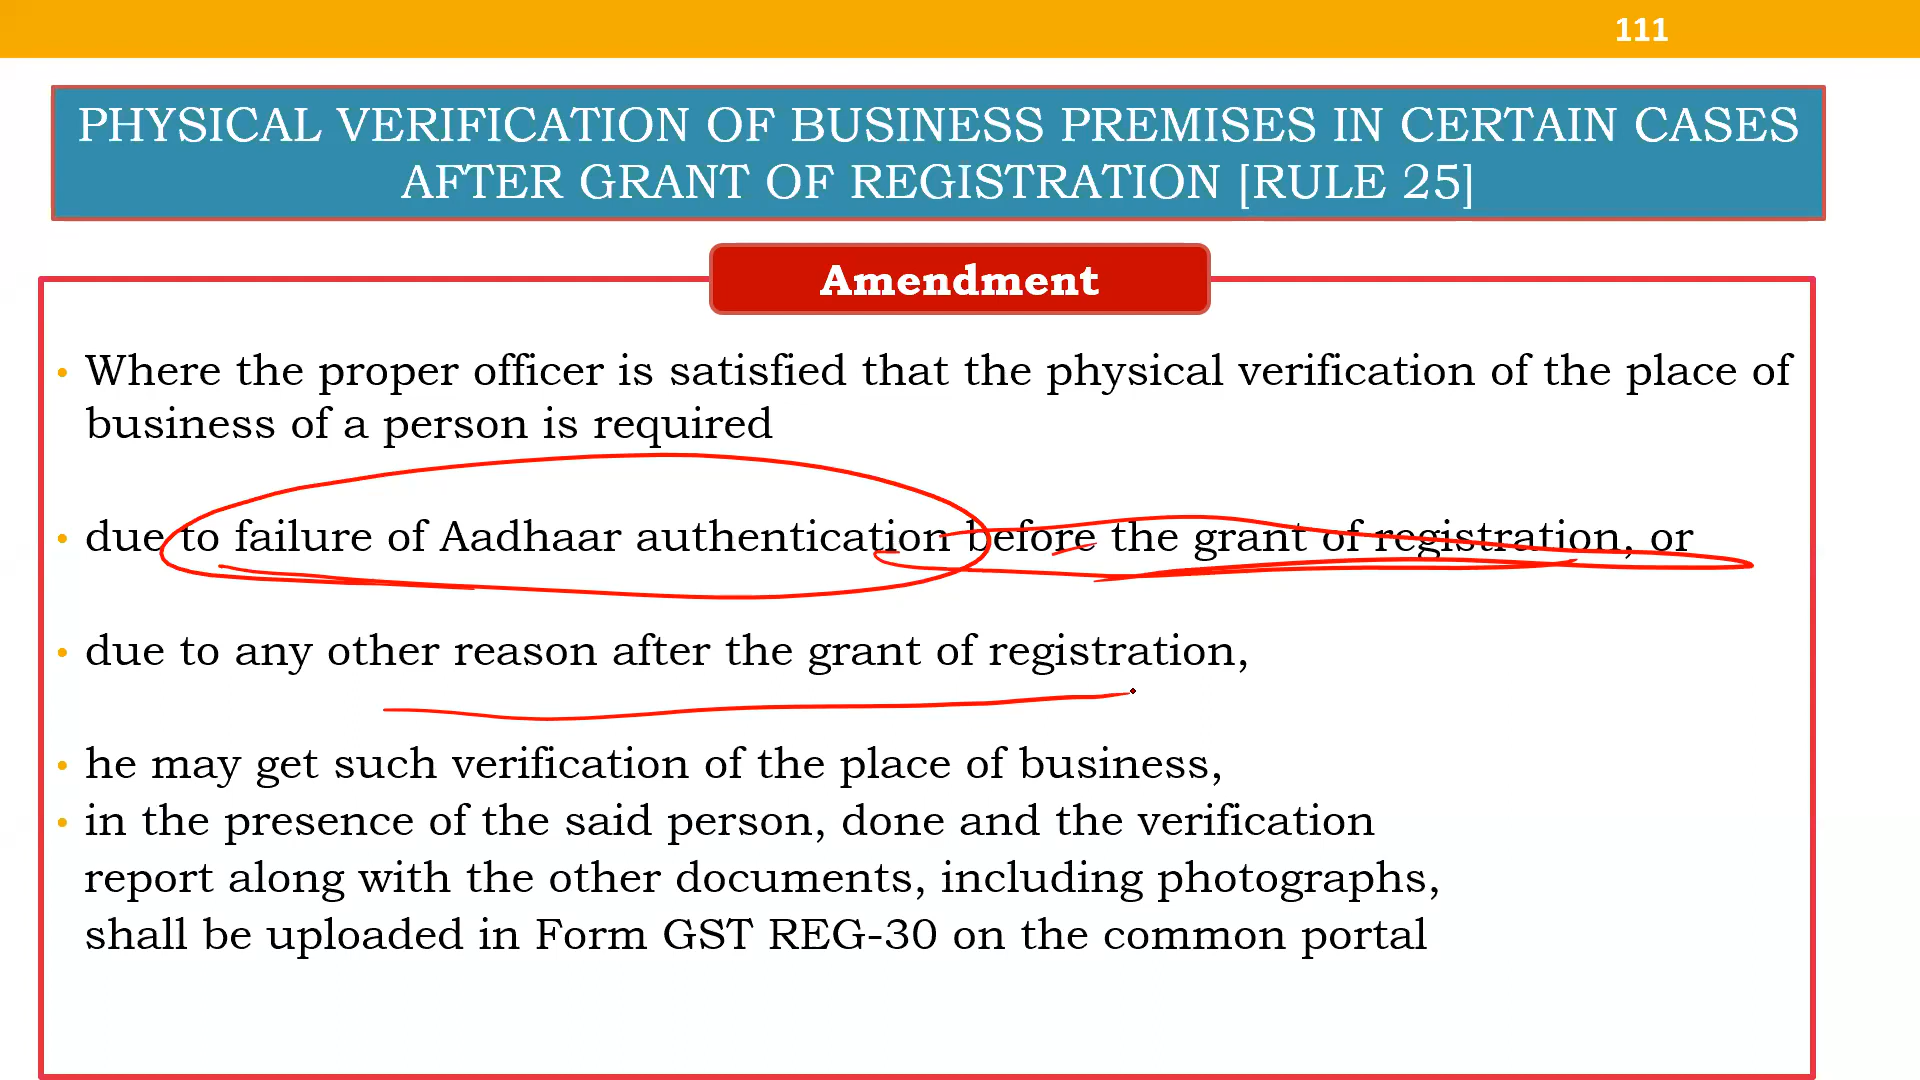 111
PHYSICAL VERIFICATION OF BUSINESS PREMISES IN CERTAIN CASES
AFTER GRANT OF REGISTRATION [RULE 25]
Amendment
• Where the proper officer is satisfied that the physical verification of the place of
business of a person is required
• due to failure of Aadhaar authentication before the grant of registration, or
• due to any other reason after the grant of registration,
• he may get such verification of the place of business,
• in the presence of the said person, done and the verification
report along with the other documents, including photographs,
shall be uploaded in Form GST REG-30 on the common portal